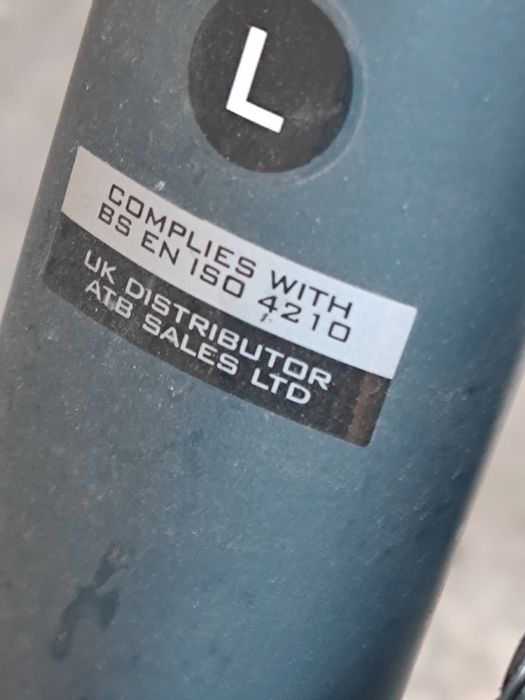 L
COMPLIES WITH
BS EN ISO 4210
UK DISTRIBUTOR
ATB SALES LTD